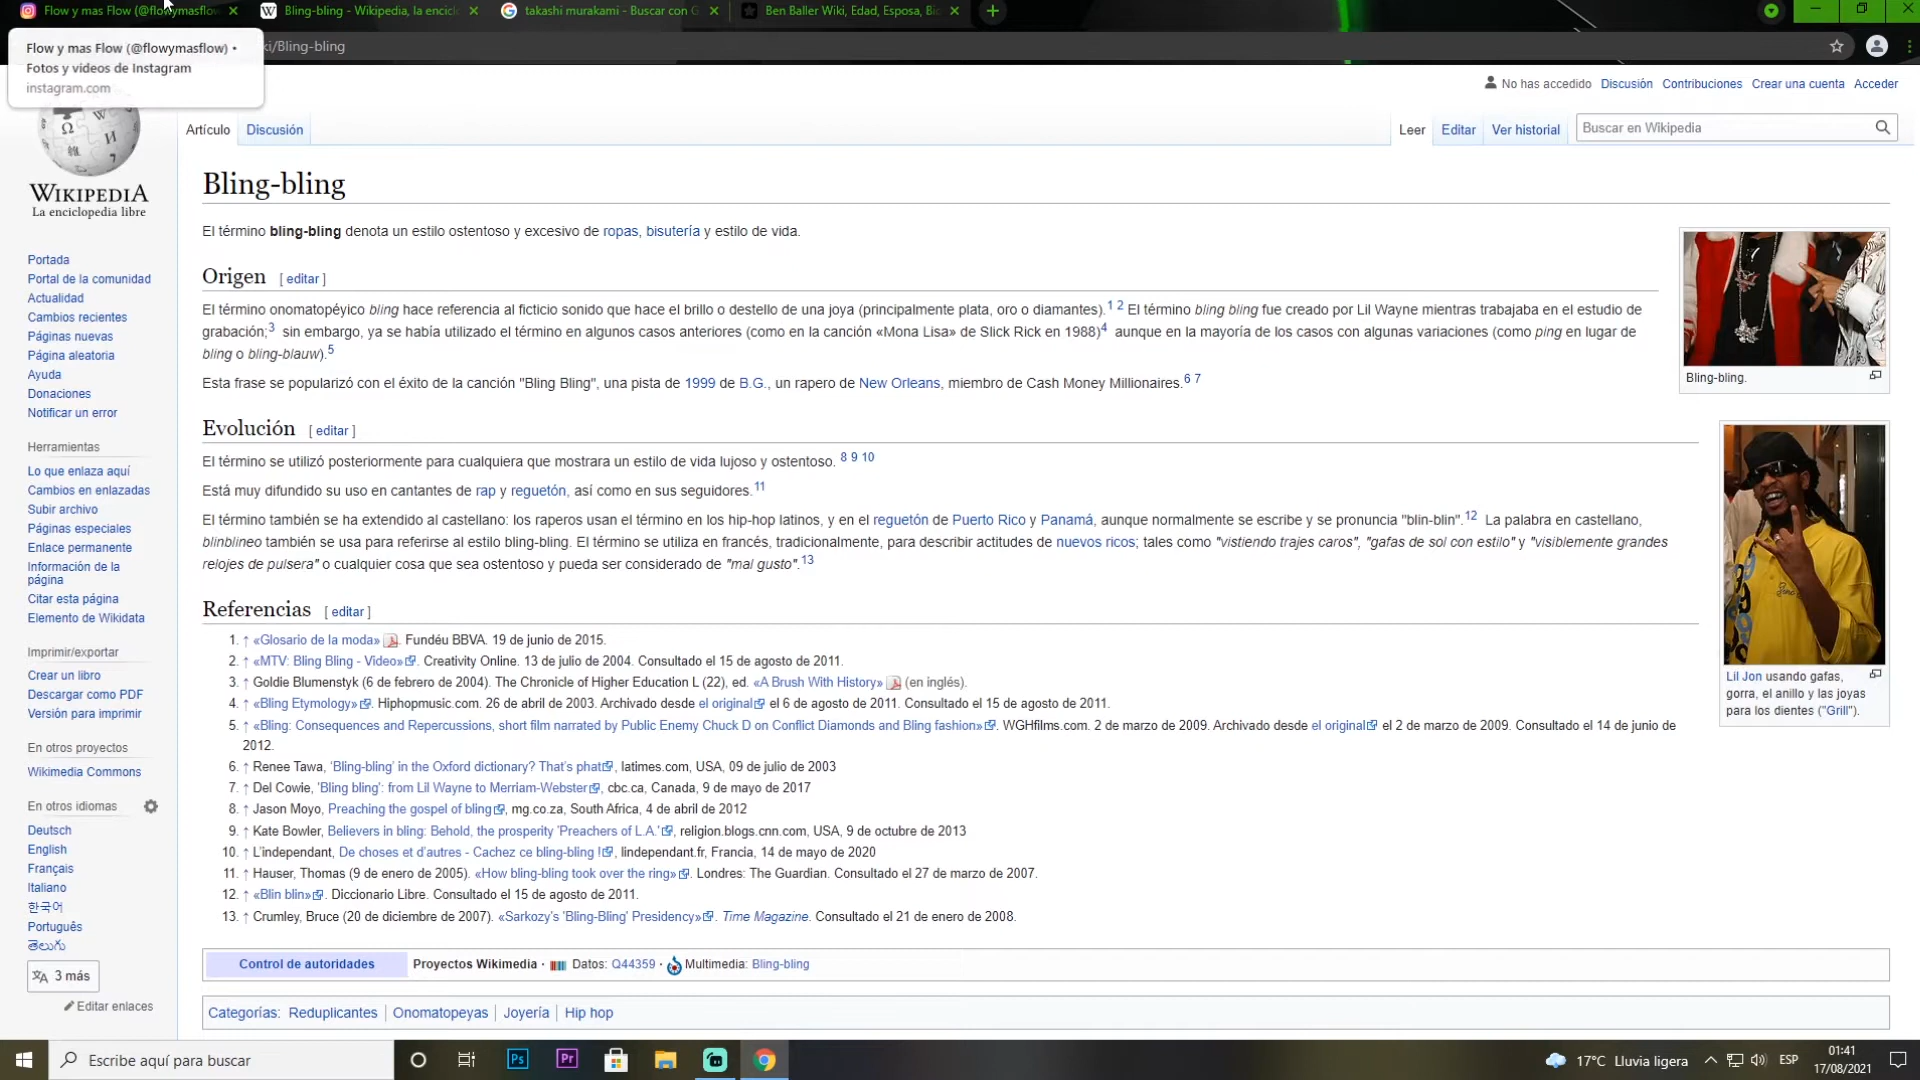 Flow y mas Flow (@flowymasflow
Bling-bling - Wikipedia, la encicl
takashi murakami - Buscar con G
Ben Baller Wiki, Edad, Esposa, Bi
Flow y mas Flow (@flowymasflow) •
Fotos y videos de Instagram
instagram.com
ki/Bling-bling
No has accedido Discusión Contribuciones Crear una cuenta Acceder
Artículo Discusión
Leer Editar Ver historial Buscar en Wikipedia
WIKIPEDIA
La enciclopedia libre
Portada
Portal de la comunidad
Actualidad
Cambios recientes
Páginas nuevas
Página aleatoria
Ayuda
Donaciones
Notificar un error
Herramientas
Lo que enlaza aquí
Cambios en enlazadas
Subir archivo
Páginas especiales
Enlace permanente
Información de la
página
Citar esta página
Elemento de Wikidata
Imprimir/exportar
Crear un libro
Descargar como PDF
Versión para imprimir
En otros proyectos
Wikimedia Commons
En otros idiomas
Deutsch
English
Français
Italiano
한국어
Português
తెలుగు
3 más
Editar enlaces
Bling-bling
El término bling-bling denota un estilo ostentoso y excesivo de ropas, bisutería y estilo de vida.
Origen [ editar ]
El término onomatopéyico bling hace referencia al ficticio sonido que hace el brillo o destello de una joya (principalmente plata, oro o diamantes).1 2 El término bling bling fue creado por Lil Wayne mientras trabajaba en el estudio de
grabación;3 sin embargo, ya se había utilizado el término en algunos casos anteriores (como en la canción «Mona Lisa» de Slick Rick en 1988)4 aunque en la mayoría de los casos con algunas variaciones (como ping en lugar de
bling o bling-blauw).5
Esta frase se popularizó con el éxito de la canción "Bling Bling", una pista de 1999 de B.G., un rapero de New Orleans, miembro de Cash Money Millionaires.6 7
Bling-bling.
Evolución [ editar ]
El término se utilizó posteriormente para cualquiera que mostrara un estilo de vida lujoso y ostentoso. 8 9 10
Está muy difundido su uso en cantantes de rap y reguetón, así como en sus seguidores.11
El término también se ha extendido al castellano: los raperos usan el término en los hip-hop latinos, y en el reguetón de Puerto Rico y Panamá, aunque normalmente se escribe y se pronuncia "blin-blin".12 La palabra en castellano,
blinblineo también se usa para referirse al estilo bling-bling. El término se utiliza en francés, tradicionalmente, para describir actitudes de nuevos ricos; tales como "vistiendo trajes caros", "gafas de sol con estilo" y "visiblemente grandes
relojes de pulsera" o cualquier cosa que sea ostentoso y pueda ser considerado de "mal gusto".13
Lil Jon usando gafas,
gorra, el anillo y las joyas
para los dientes ("Grill").
Referencias [ editar ]
1. ↑ «Glosario de la moda» . Fundéu BBVA. 19 de junio de 2015.
2. ↑ «MTV: Bling Bling - Video» . Creativity Online. 13 de julio de 2004. Consultado el 15 de agosto de 2011.
3. ↑ Goldie Blumenstyk (6 de febrero de 2004). The Chronicle of Higher Education L (22), ed. «A Brush With History» (en inglés).
4. ↑ «Bling Etymology» . Hiphopmusic.com. 26 de abril de 2003. Archivado desde el original el 6 de agosto de 2011. Consultado el 15 de agosto de 2011.
5. ↑ «Bling: Consequences and Repercussions, short film narrated by Public Enemy Chuck D on Conflict Diamonds and Bling fashion» . WGHfilms.com. 2 de marzo de 2009. Archivado desde el original el 2 de marzo de 2009. Consultado el 14 de junio de
2012.
6. ↑ Renee Tawa, 'Bling-bling' in the Oxford dictionary? That's phat , latimes.com, USA, 09 de julio de 2003
7. ↑ Del Cowie, 'Bling bling': from Lil Wayne to Merriam-Webster , cbc.ca, Canada, 9 de mayo de 2017
8. ↑ Jason Moyo, Preaching the gospel of bling , mg.co.za, South Africa, 4 de abril de 2012
9. ↑ Kate Bowler, Believers in bling: Behold, the prosperity 'Preachers of L.A.' , religion.blogs.cnn.com, USA, 9 de octubre de 2013
10. ↑ L'independant, De choses et d'autres - Cachez ce bling-bling ! , lindependant.fr, Francia, 14 de mayo de 2020
11. ↑ Hauser, Thomas (9 de enero de 2005). «How bling-bling took over the ring» . Londres: The Guardian. Consultado el 27 de marzo de 2007.
12. ↑ «Blin blin» . Diccionario Libre. Consultado el 15 de agosto de 2011.
13. ↑ Crumley, Bruce (20 de diciembre de 2007). «Sarkozy's 'Bling-Bling' Presidency» . Time Magazine. Consultado el 21 de enero de 2008.
Control de autoridades Proyectos Wikimedia · Datos: Q44359 · Multimedia: Bling-bling
Categorías: Reduplicantes | Onomatopeyas | Joyería | Hip hop
Escribe aquí para buscar
Ps Pr
17°C Lluvia ligera
ESP
01:41
17/08/2021